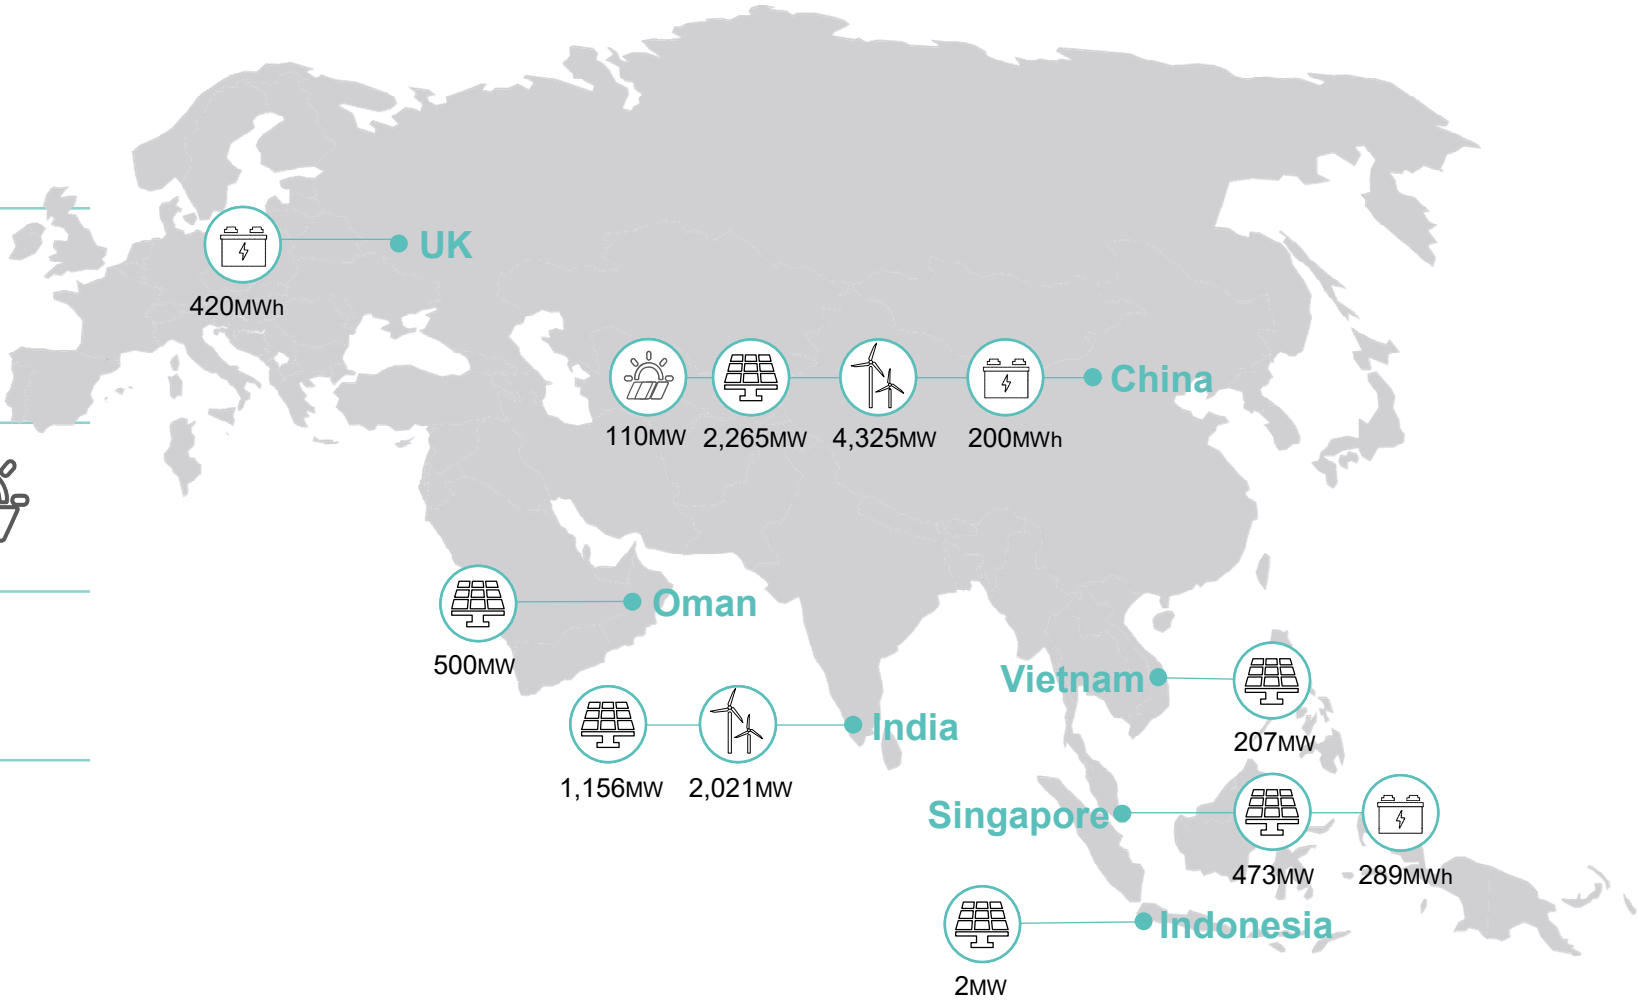 UK
420MWh
China
110MW 2,265MW 4,325MW 200MWh
Oman
500MW
Vietnam
207MW
India
1,156MW 2,021MW
Singapore
473MW 289MWh
Indonesia
2MW